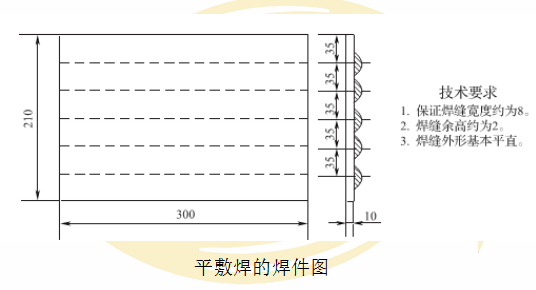 210
300
35
35
35
35
35
10
技术要求
1. 保证焊缝宽度约为8。
2. 焊缝余高约为2。
3. 焊缝外形基本平直。
平敷焊的焊件图